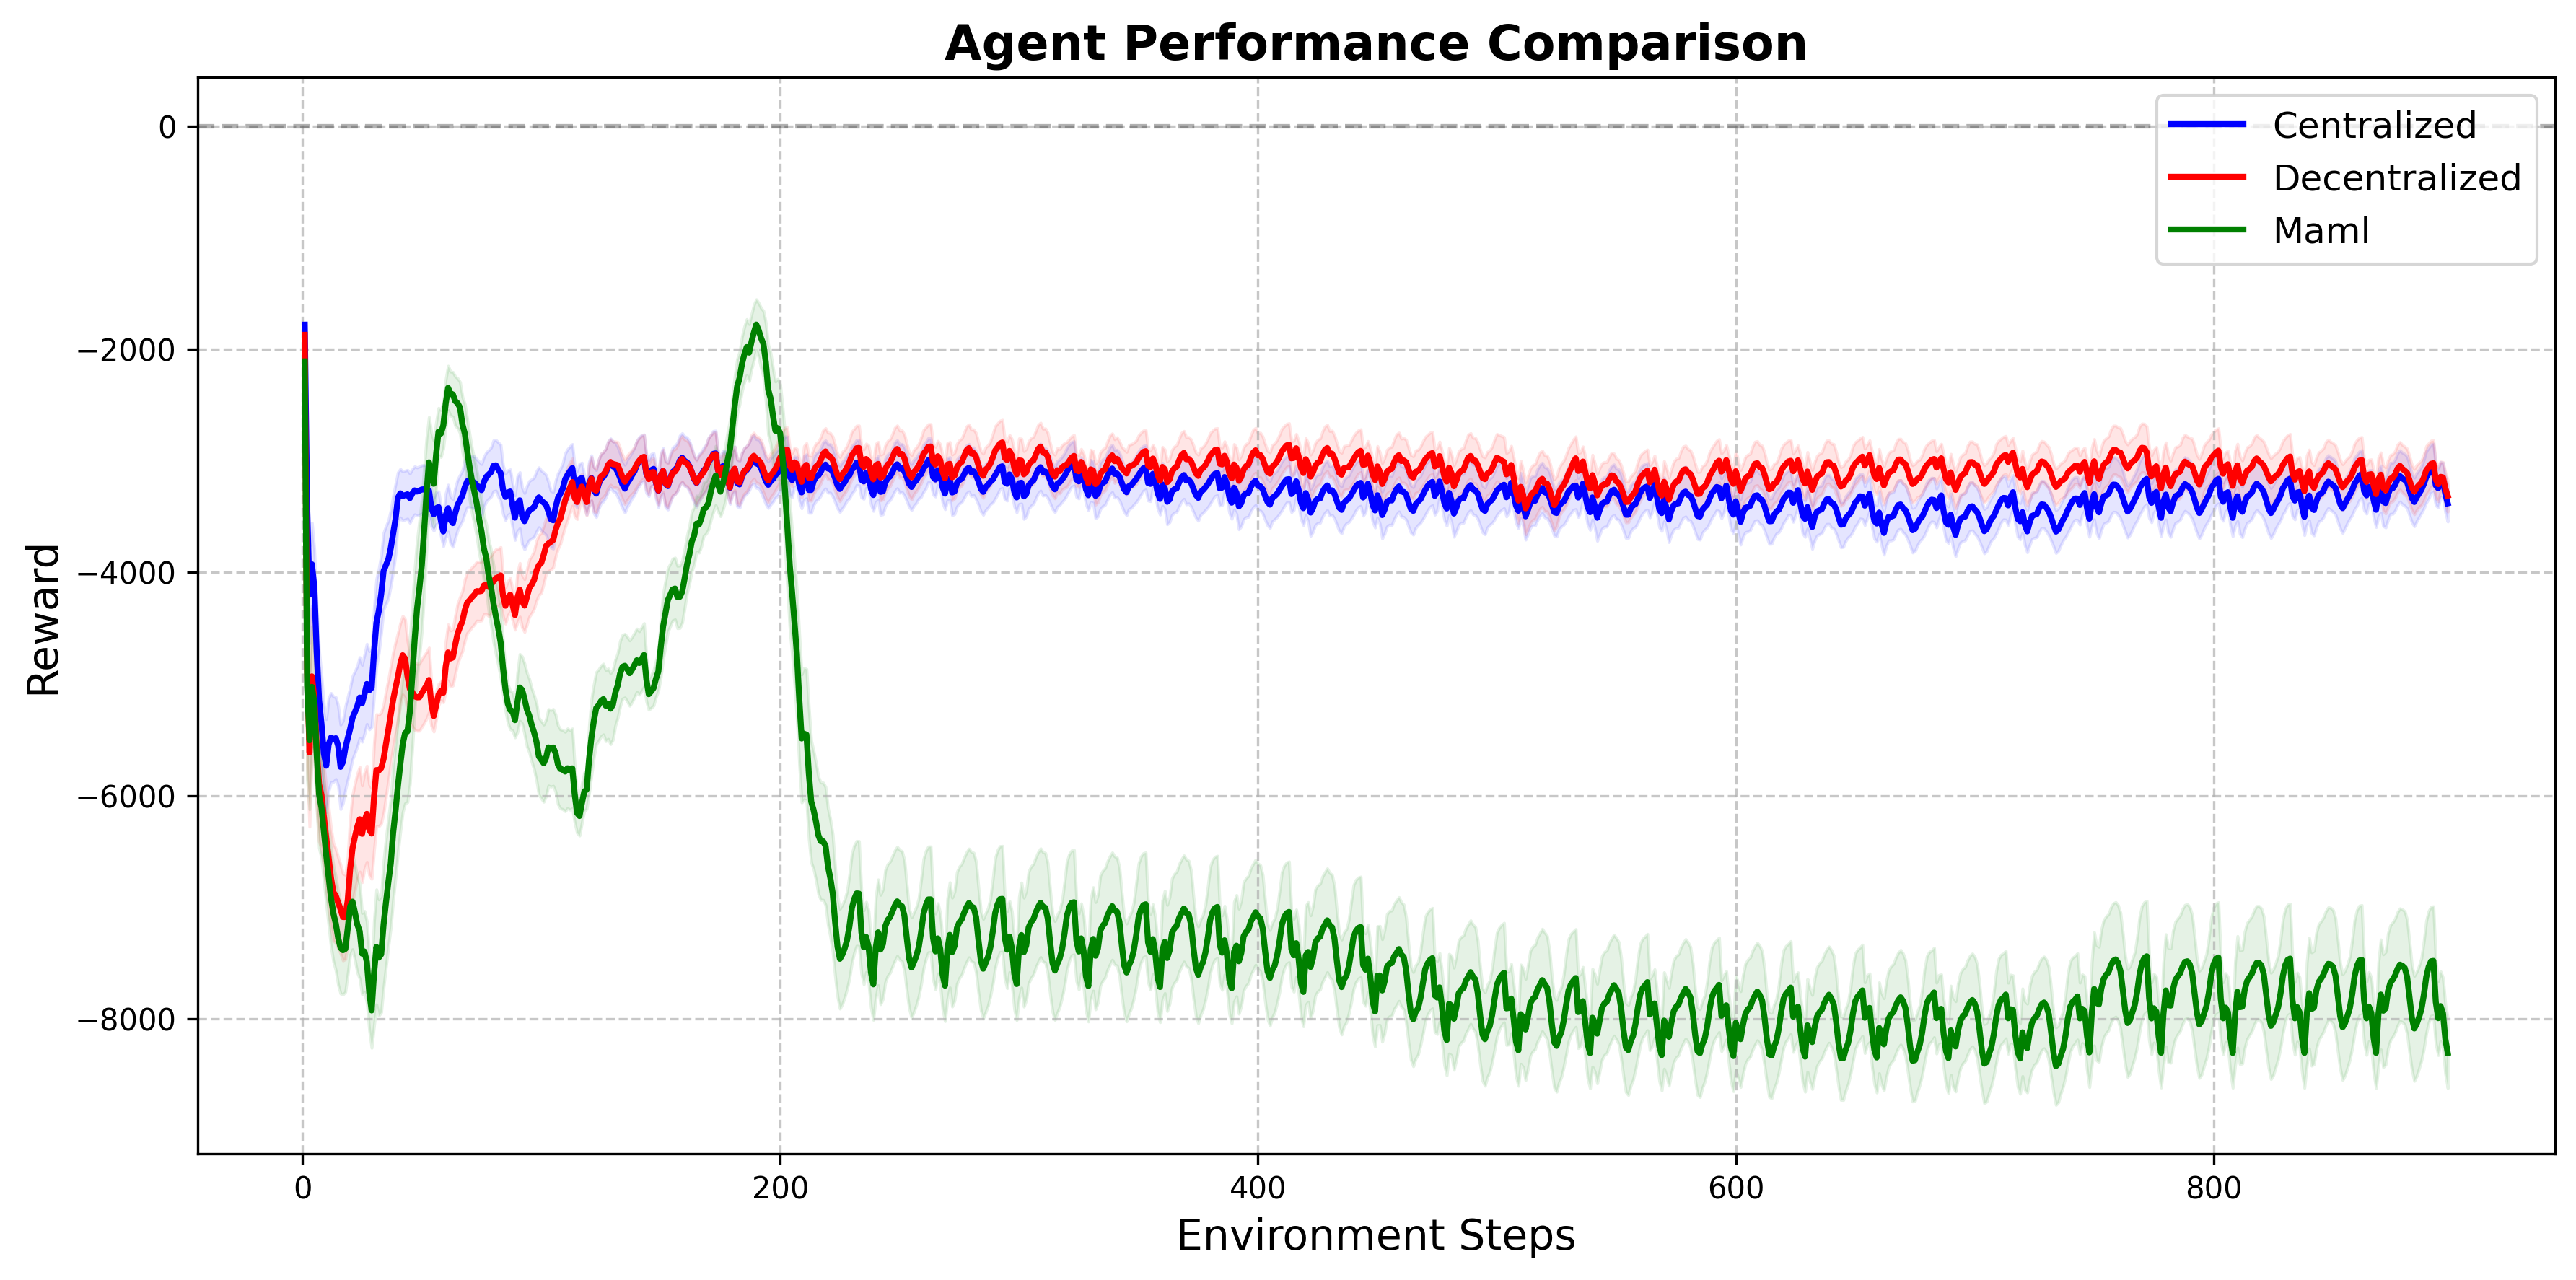 Agent Performance Comparison
0
−2000
−4000
−6000
−8000
Reward
Centralized
Decentralized
Maml
0 200 400 600 800
Environment Steps